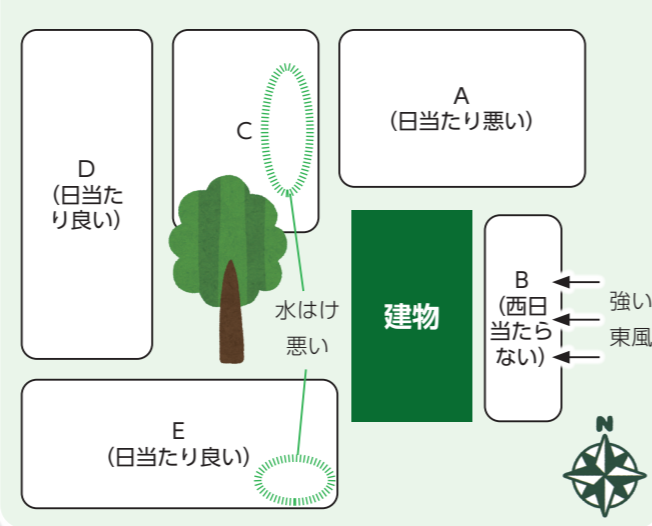 A
(日当たり悪い)
C
D
(日当た
り良い)
建物
B
(西日
当たら
ない)
強い
東風
水はけ
悪い
E
(日当たり良い)
N